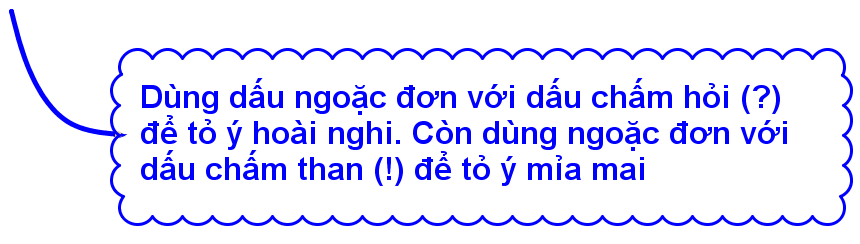 Dùng dấu ngoặc đơn với dấu chấm hỏi (?)
để tỏ ý hoài nghi. Còn dùng ngoặc đơn với
dấu chấm than (!) để tỏ ý mỉa mai